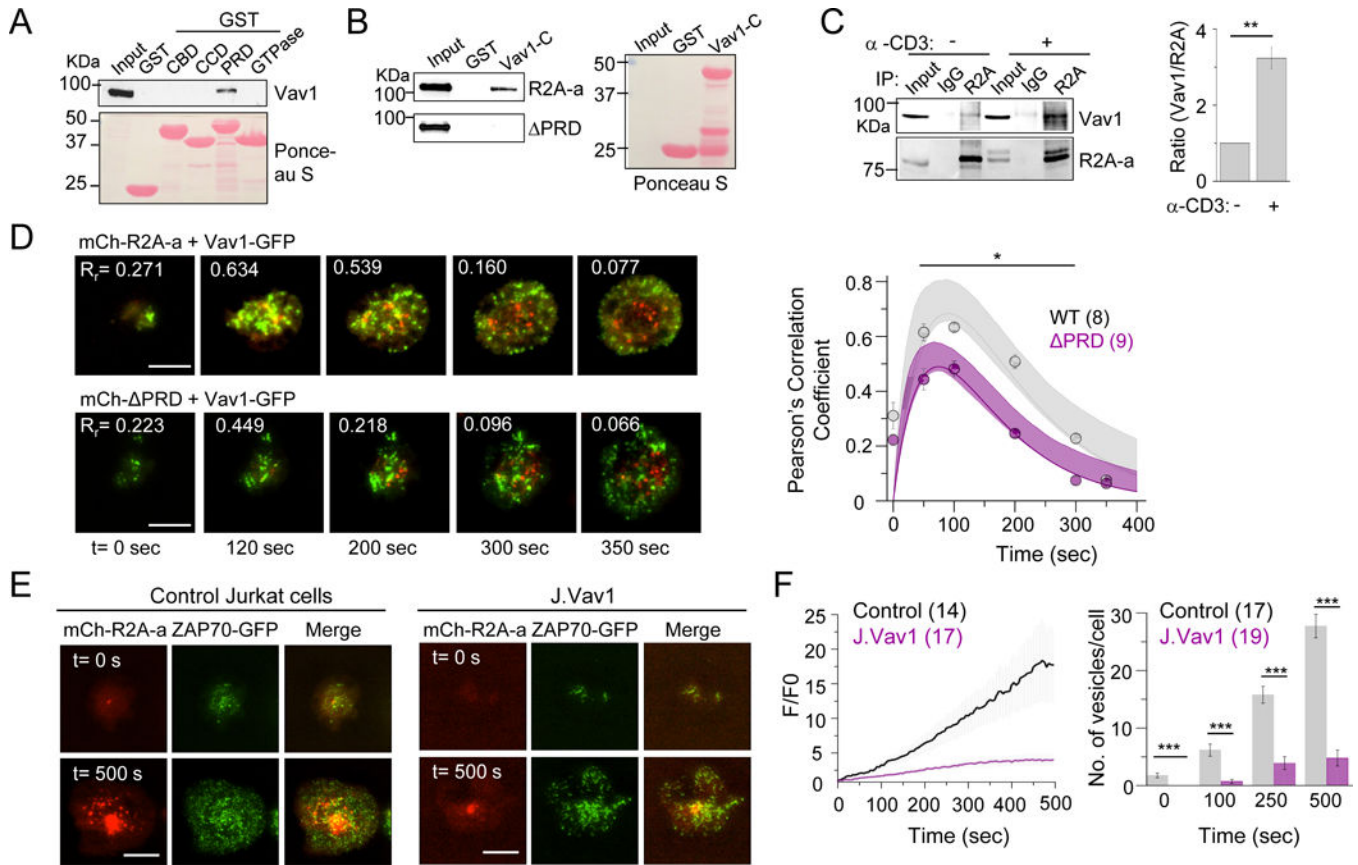 A
GST
Input
GST
CBD
CCD
PRD
GTPase
KDa
100
Vav1
50
37
25
Ponce-
au S
B
Input
GST
Vav1-C
KDa
100
R2A-a
100
ΔPRD
Input
GST
Vav1-C
50
37
25
Ponceau S
C
α-CD3: - +
IP: Input IgG R2A Input IgG R2A
100
KDa
Vav1
75
R2A-a
Ratio (Vav1/R2A)
4
2
0
**
α-CD3: - +
D
mCh-R2A-a + Vav1-GFP
Rr= 0.271 0.634 0.539 0.160 0.077
mCh-ΔPRD + Vav1-GFP
Rr= 0.223 0.449 0.218 0.096 0.066
t= 0 sec 120 sec 200 sec 300 sec 350 sec
Pearson's Correlation
Coefficient
0.8
0.6
0.4
0.2
0
*
WT (8)
ΔPRD (9)
0 100 200 300 400
Time (sec)
E
Control Jurkat cells
mCh-R2A-a ZAP70-GFP Merge
t= 0 s
t= 500 s
J.Vav1
mCh-R2A-a ZAP70-GFP Merge
t= 0 s
t= 500 s
F
Control (14)
J.Vav1 (17)
F/F0
25
20
15
10
5
0
0 100 200 300 400 500
Time (sec)
Control (17)
J.Vav1 (19)
No. of vesicles/cell
30
20
10
0
*** *** *** ***
0 100 250 500
Time (sec)